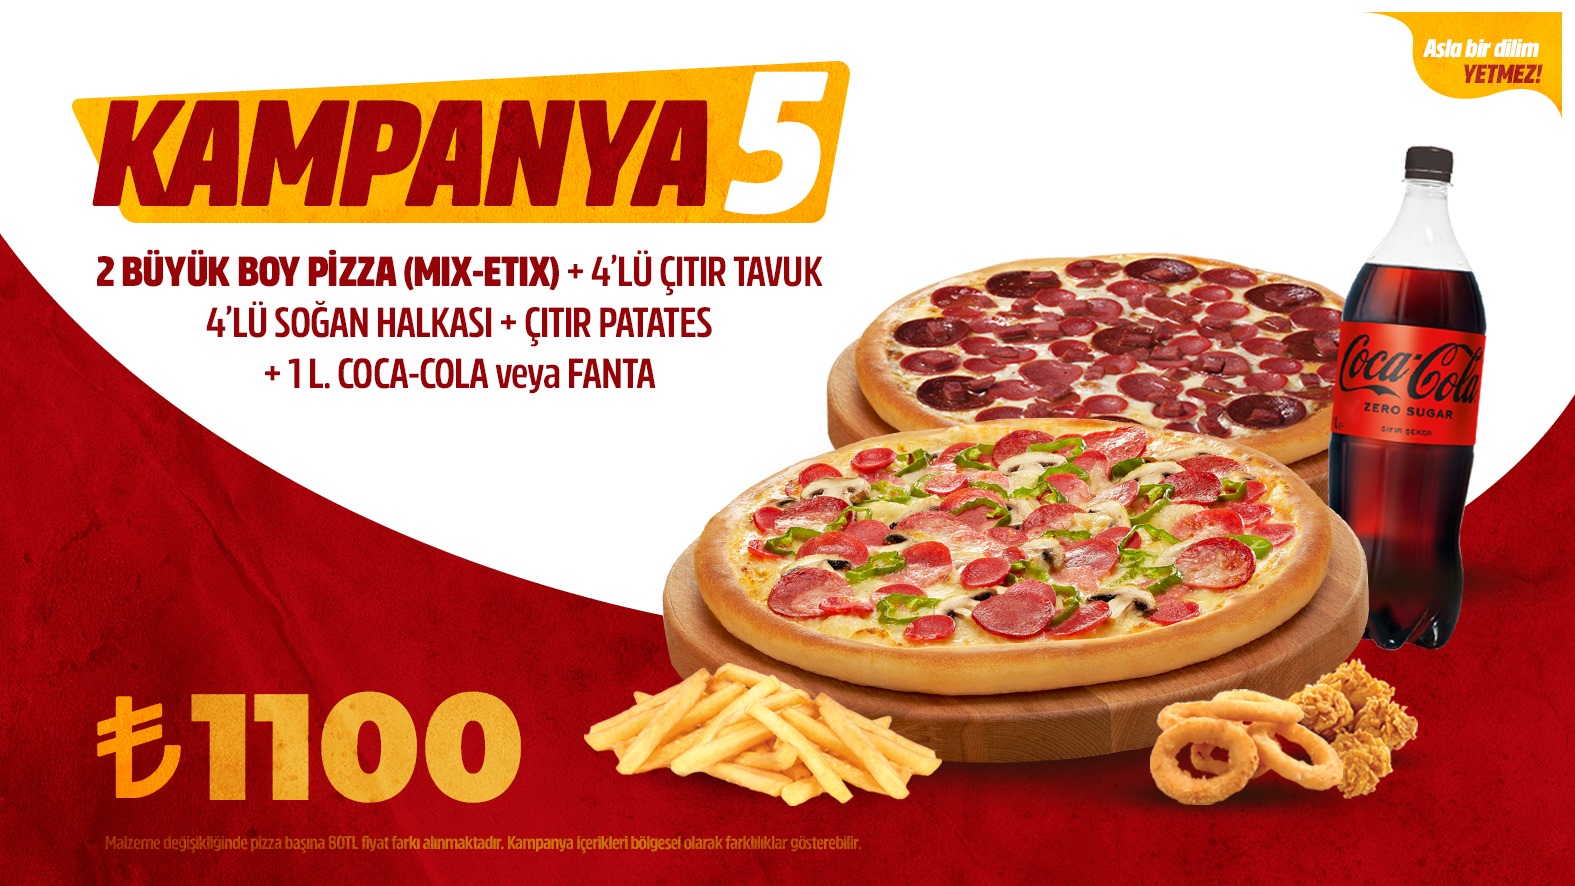 Asla bir dilim
YETMEZ!
KAMPANYA 5
2 BÜYÜK BOY PİZZA (MIX-ETIX) + 4'LÜ ÇITIR TAVUK
4'LÜ SOĞAN HALKASI + ÇITIR PATATES
+ 1 L. COCA-COLA veya FANTA
Coca-Cola
ZERO SUGAR
SIFIR ŞEKER
₺1100
Malzeme değişikliğinde pizza başına 80TL fiyat farkı alınmaktadır. Kampanya içerikleri bölgesel olarak farklılıklar gösterebilir.